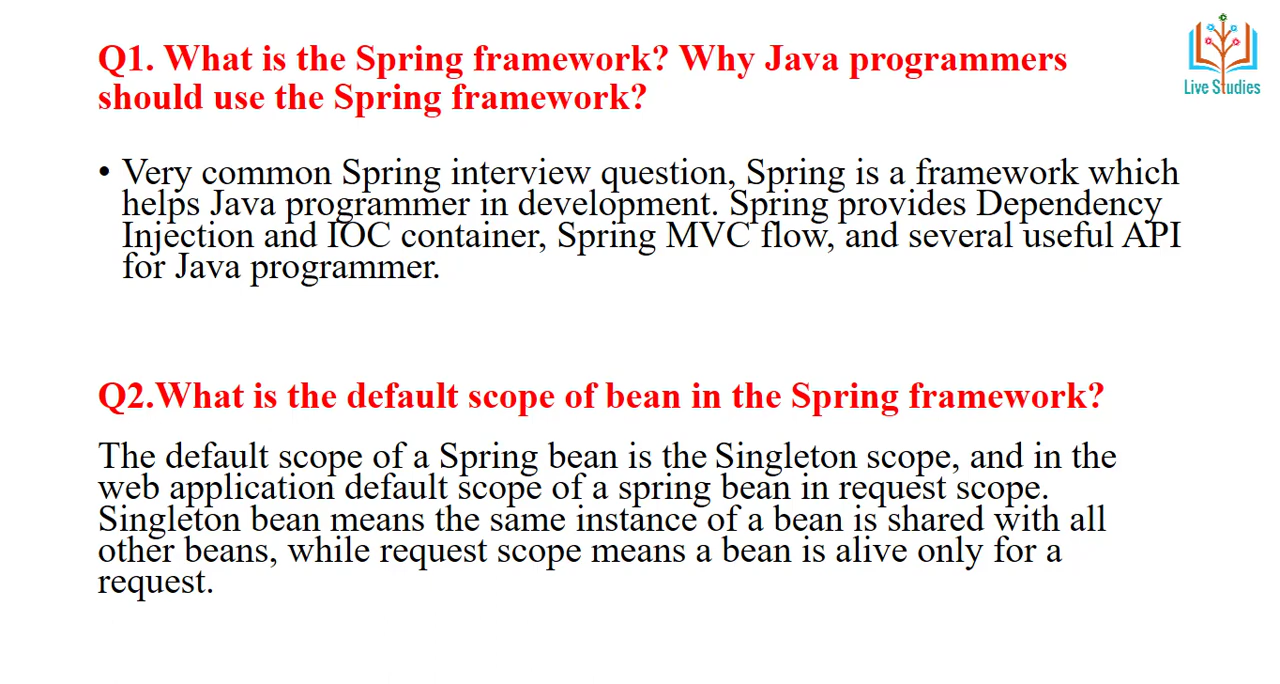 Q1. What is the Spring framework? Why Java programmers
should use the Spring framework?
Live Studies
• Very common Spring interview question, Spring is a framework which
helps Java programmer in development. Spring provides Dependency
Injection and IOC container, Spring MVC flow, and several useful API
for Java programmer.
Q2.What is the default scope of bean in the Spring framework?
The default scope of a Spring bean is the Singleton scope, and in the
web application default scope of a spring bean in request scope.
Singleton bean means the same instance of a bean is shared with all
other beans, while request scope means a bean is alive only for a
request.